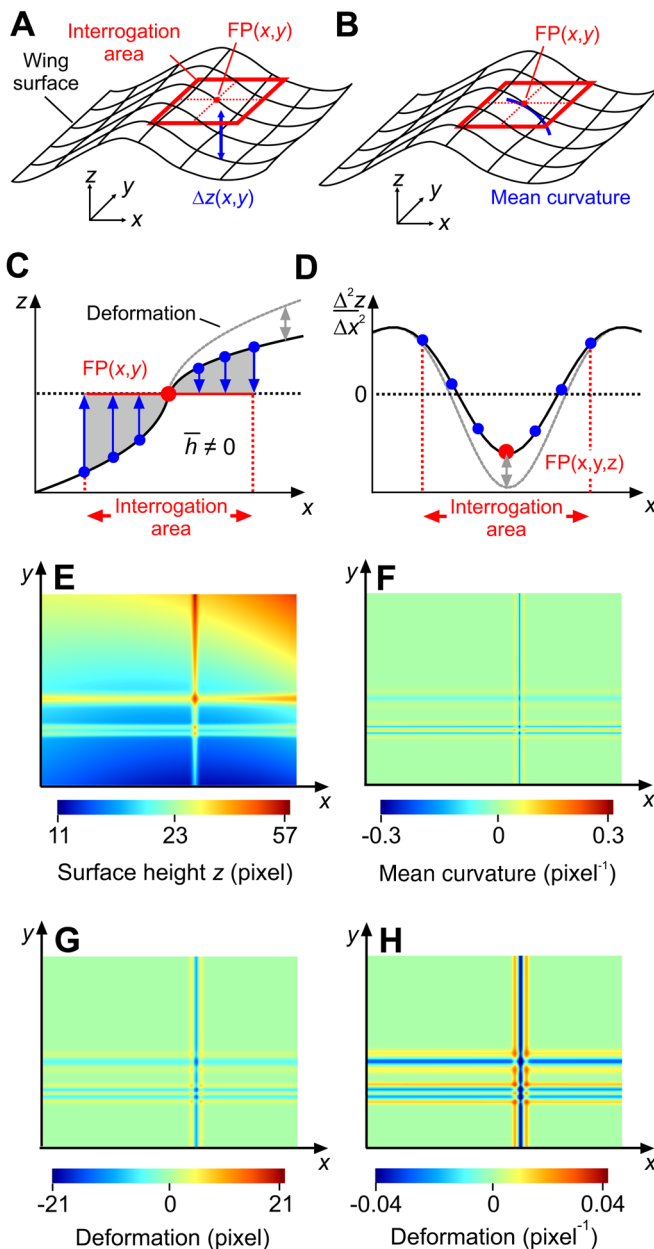 A
Interrogation
area
FP(x,y)
Wing
surface
z
y
x
Δz(x,y)
B
FP(x,y)
z
y
x
Mean curvature
C
z
Deformation
FP(x,y)
h̅ ≠ 0
x
Interrogation
area
D
Δ²z
Δx²
0
FP(x,y,z)
x
Interrogation
area
y
E
x
11 23 57
Surface height z (pixel)
y
F
x
-0.3 0 0.3
Mean curvature (pixel⁻¹)
y
G
x
-21 0 21
Deformation (pixel)
y
H
x
-0.04 0 0.04
Deformation (pixel⁻¹)